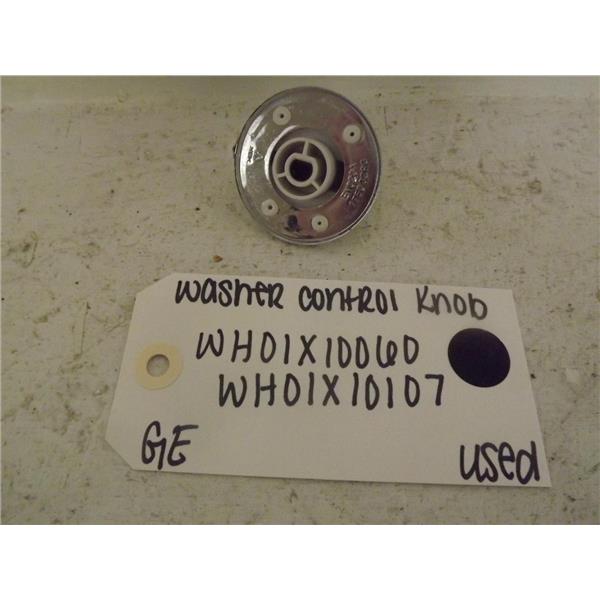 washer control Knob
WH01X10060
WH01X10107
GE
used